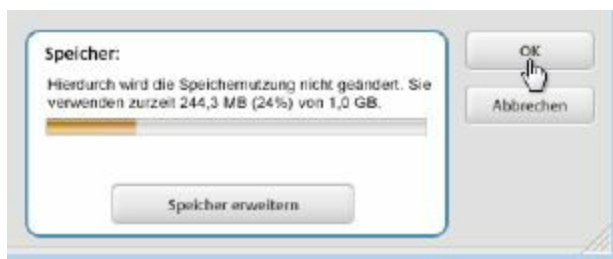 Speicher:
OK
Hierdurch wird die Speichernutzung nicht geändert. Sie
verwenden zurzeit 244,3 MB (24%) von 1,0 GB.
Abbrechen
Speicher erweitern